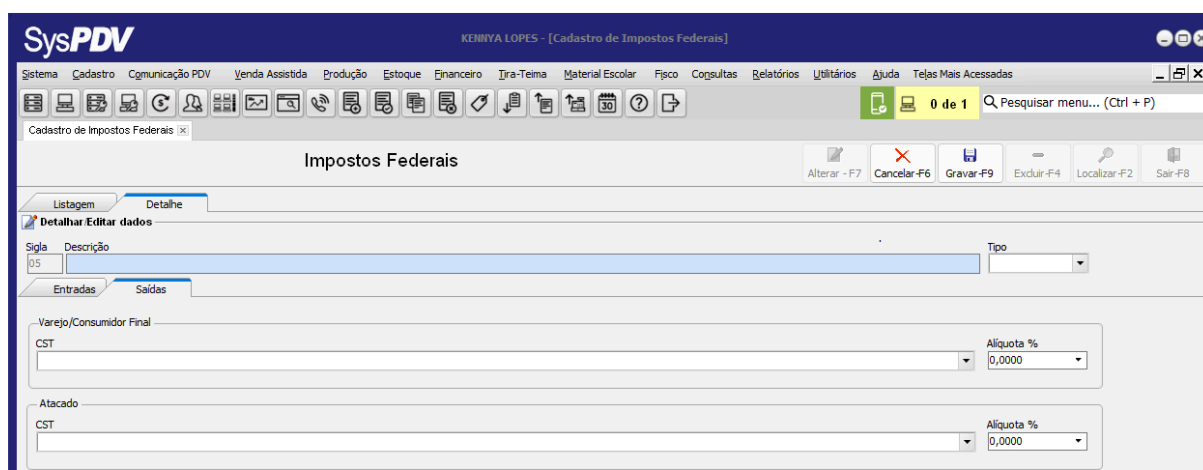 SysPDV
KENNYA LOPES - [Cadastro de Impostos Federais]
Sistema Cadastro Comunicação PDV Venda Assistida Produção Estoque Financeiro Tira-Teima Material Escolar Fisco Consultas Relatórios Utilitários Ajuda Telas Mais Acessadas
30 0 de 1 Pesquisar menu... (Ctrl + P)
Cadastro de Impostos Federais
Impostos Federais
Alterar - F7 Cancelar-F6 Gravar-F9 Excluir-F4 Localizar-F2 Sair-F8
Listagem Detalhe
Detalhar/Editar dados
Sigla Descrição Tipo
05
Entradas Saídas
Varejo/Consumidor Final
CST Alíquota %
0,0000
Atacado
CST Alíquota %
0,0000